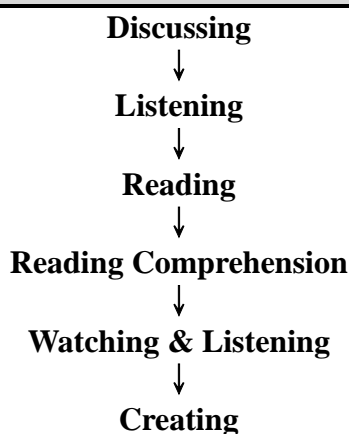 Discussing
Listening
Reading
Reading Comprehension
Watching & Listening
Creating